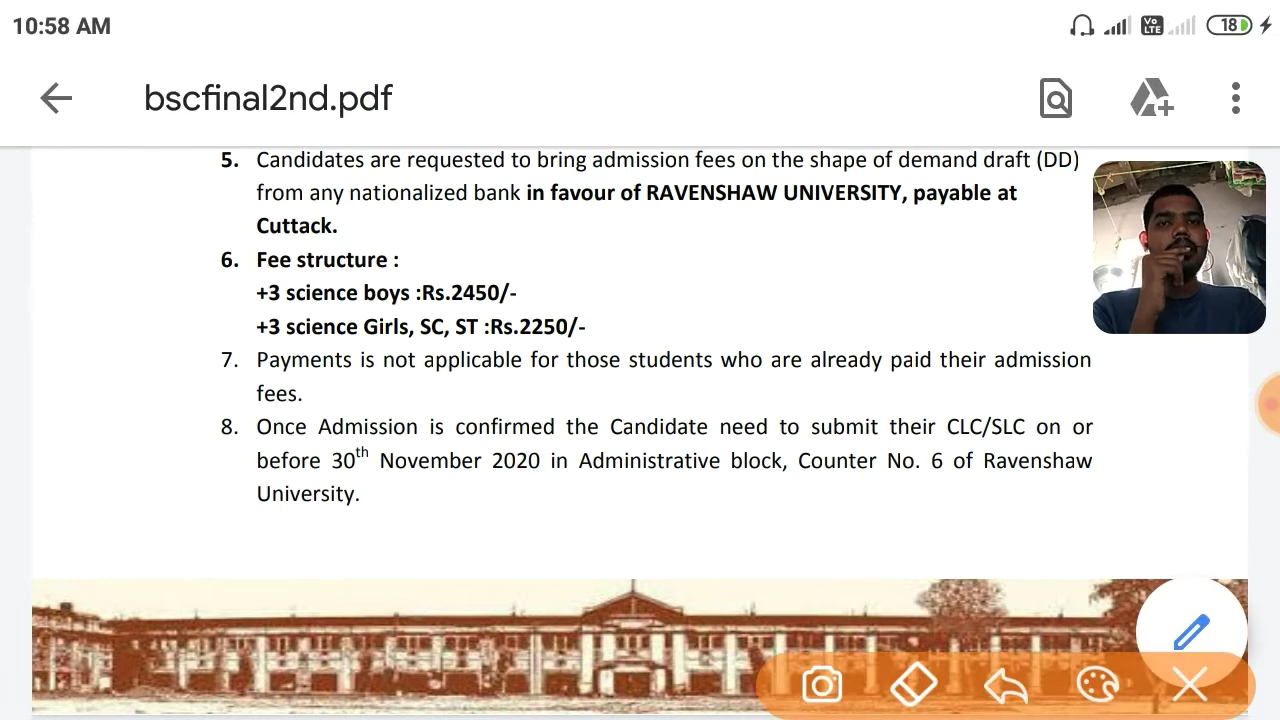 10:58 AM
Vo
LTE
18
bscfinal2nd.pdf
5. Candidates are requested to bring admission fees on the shape of demand draft (DD)
from any nationalized bank in favour of RAVENSHAW UNIVERSITY, payable at
Cuttack.
6. Fee structure :
+3 science boys :Rs.2450/-
+3 science Girls, SC, ST :Rs.2250/-
7. Payments is not applicable for those students who are already paid their admission
fees.
8. Once Admission is confirmed the Candidate need to submit their CLC/SLC on or
before 30th November 2020 in Administrative block, Counter No. 6 of Ravenshaw
University.